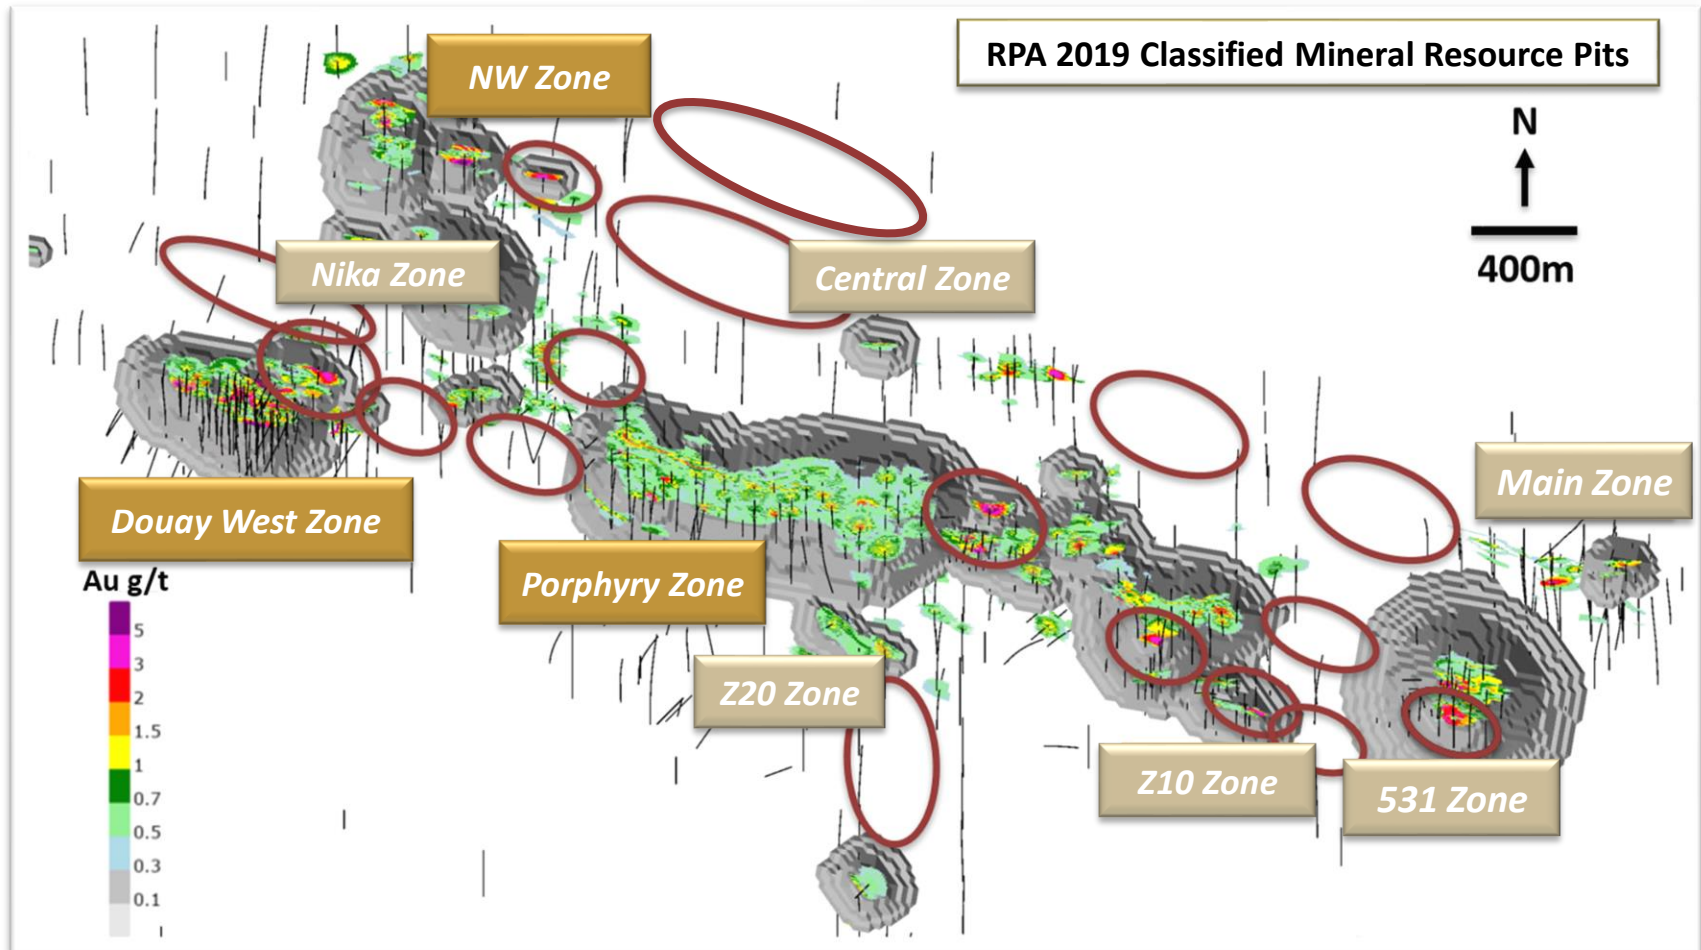 RPA 2019 Classified Mineral Resource Pits
NW Zone
N
400m
Nika Zone
Central Zone
Main Zone
Douay West Zone
Porphyry Zone
Z20 Zone
Z10 Zone
531 Zone
Au g/t
5
3
2
1.5
1
0.7
0.5
0.3
0.1